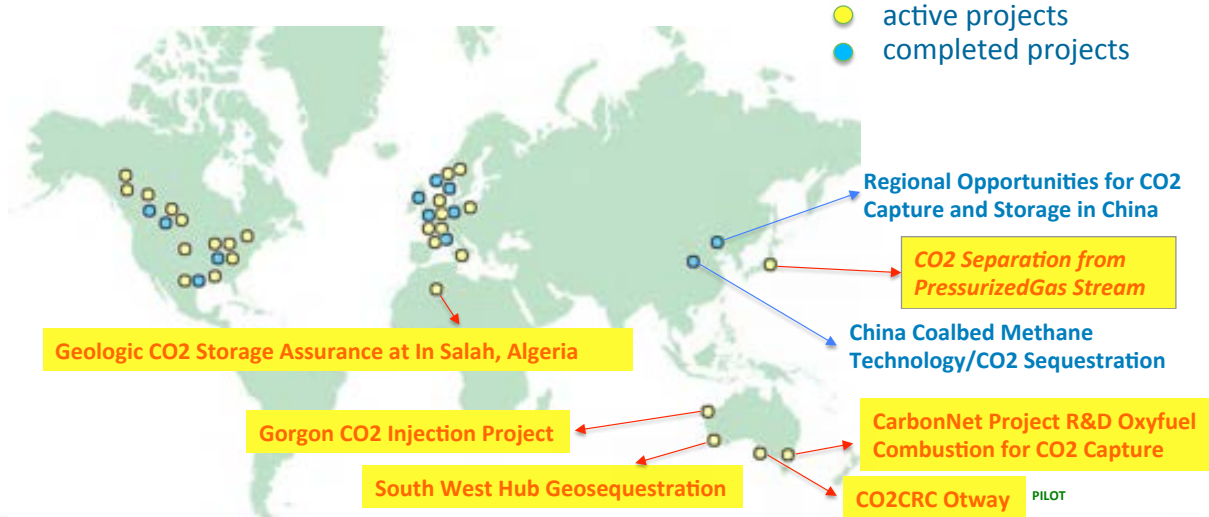 active projects
completed projects
Regional Opportunities for CO2
Capture and Storage in China
CO2 Separation from
PressurizedGas Stream
Geologic CO2 Storage Assurance at In Salah, Algeria
China Coalbed Methane
Technology/CO2 Sequestration
Gorgon CO2 Injection Project
CarbonNet Project R&D Oxyfuel
Combustion for CO2 Capture
South West Hub Geosequestration
CO2CRC Otway PILOT